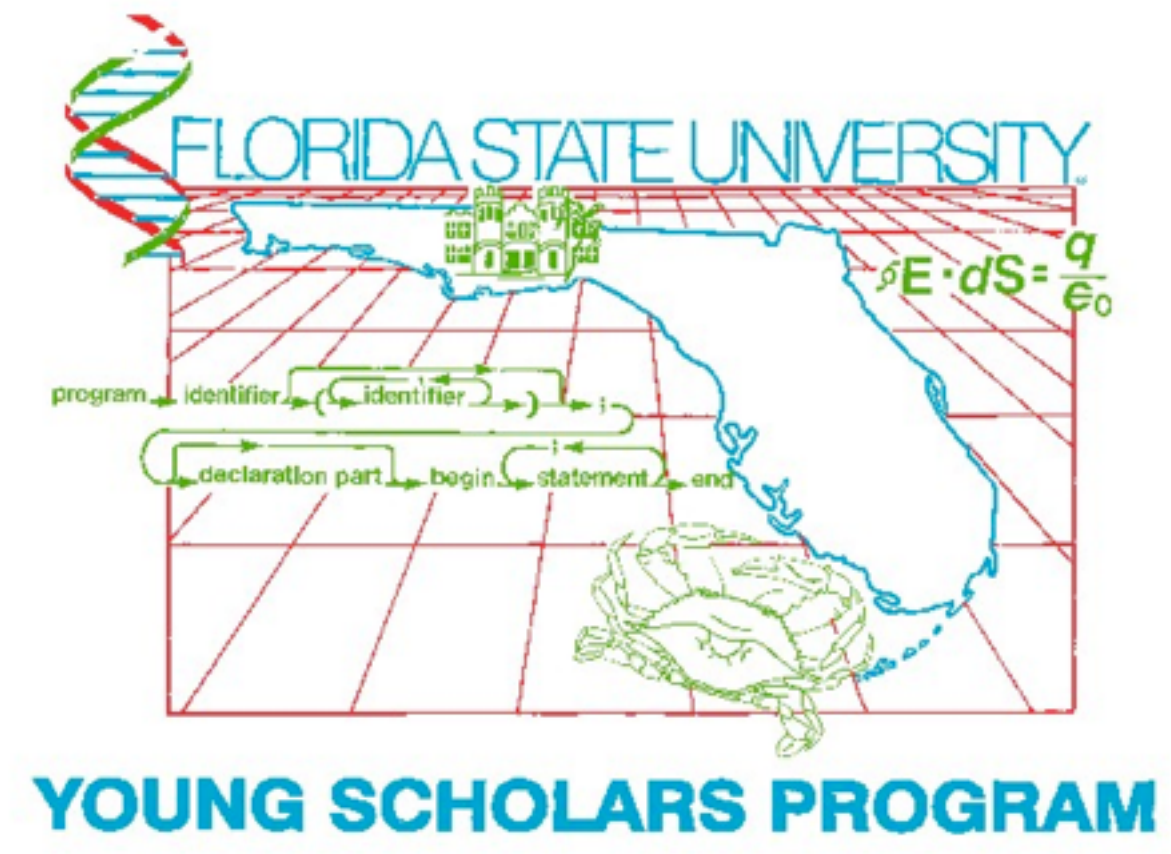 FLORIDA STATE UNIVERSITY
∮E·dS = q/ϵ0
program identifier ( identifier , ) ;
declaration part begin statement ; end
YOUNG SCHOLARS PROGRAM